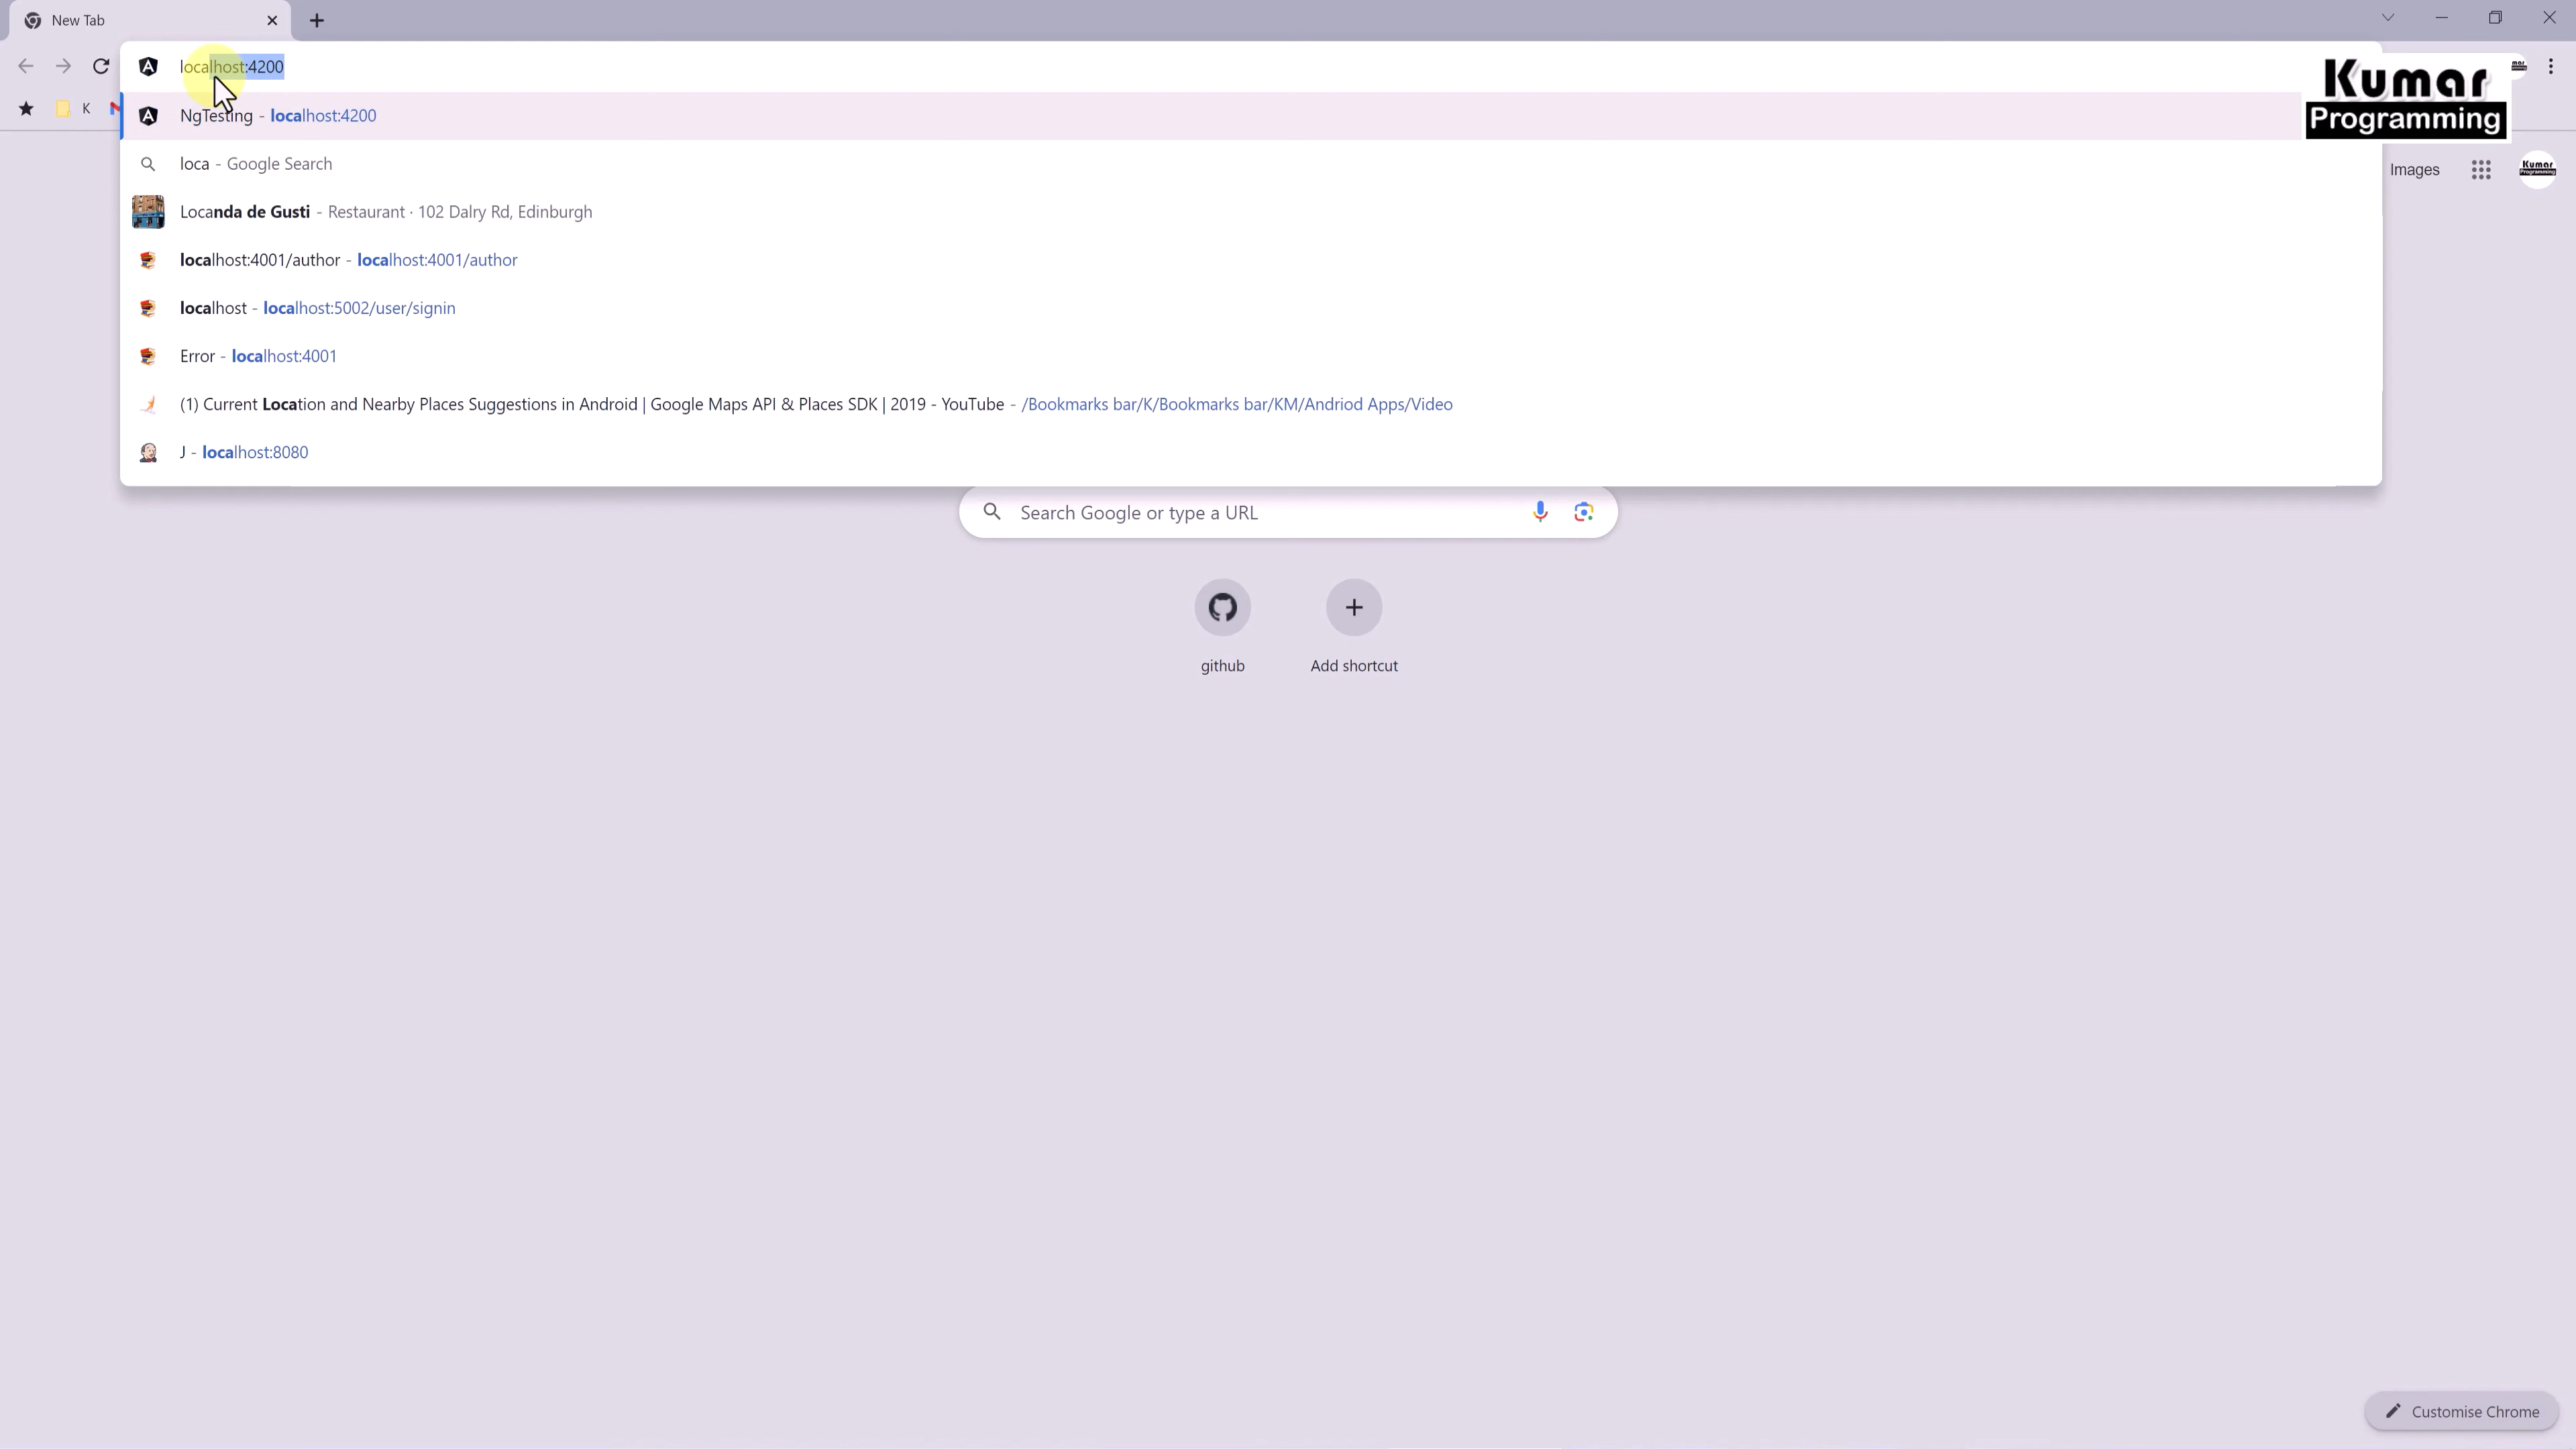 New Tab
localhost:4200
K
NgTesting - localhost:4200
loca - Google Search
Locanda de Gusti - Restaurant · 102 Dalry Rd, Edinburgh
localhost:4001/author - localhost:4001/author
localhost - localhost:5002/user/signin
Error - localhost:4001
(1) Current Location and Nearby Places Suggestions in Android | Google Maps API & Places SDK | 2019 - YouTube - /Bookmarks bar/K/Bookmarks bar/KM/Andriod Apps/Video
J - localhost:8080
Kumar
Programming
Images
Kumar
Programming
Search Google or type a URL
github
Add shortcut
Customise Chrome